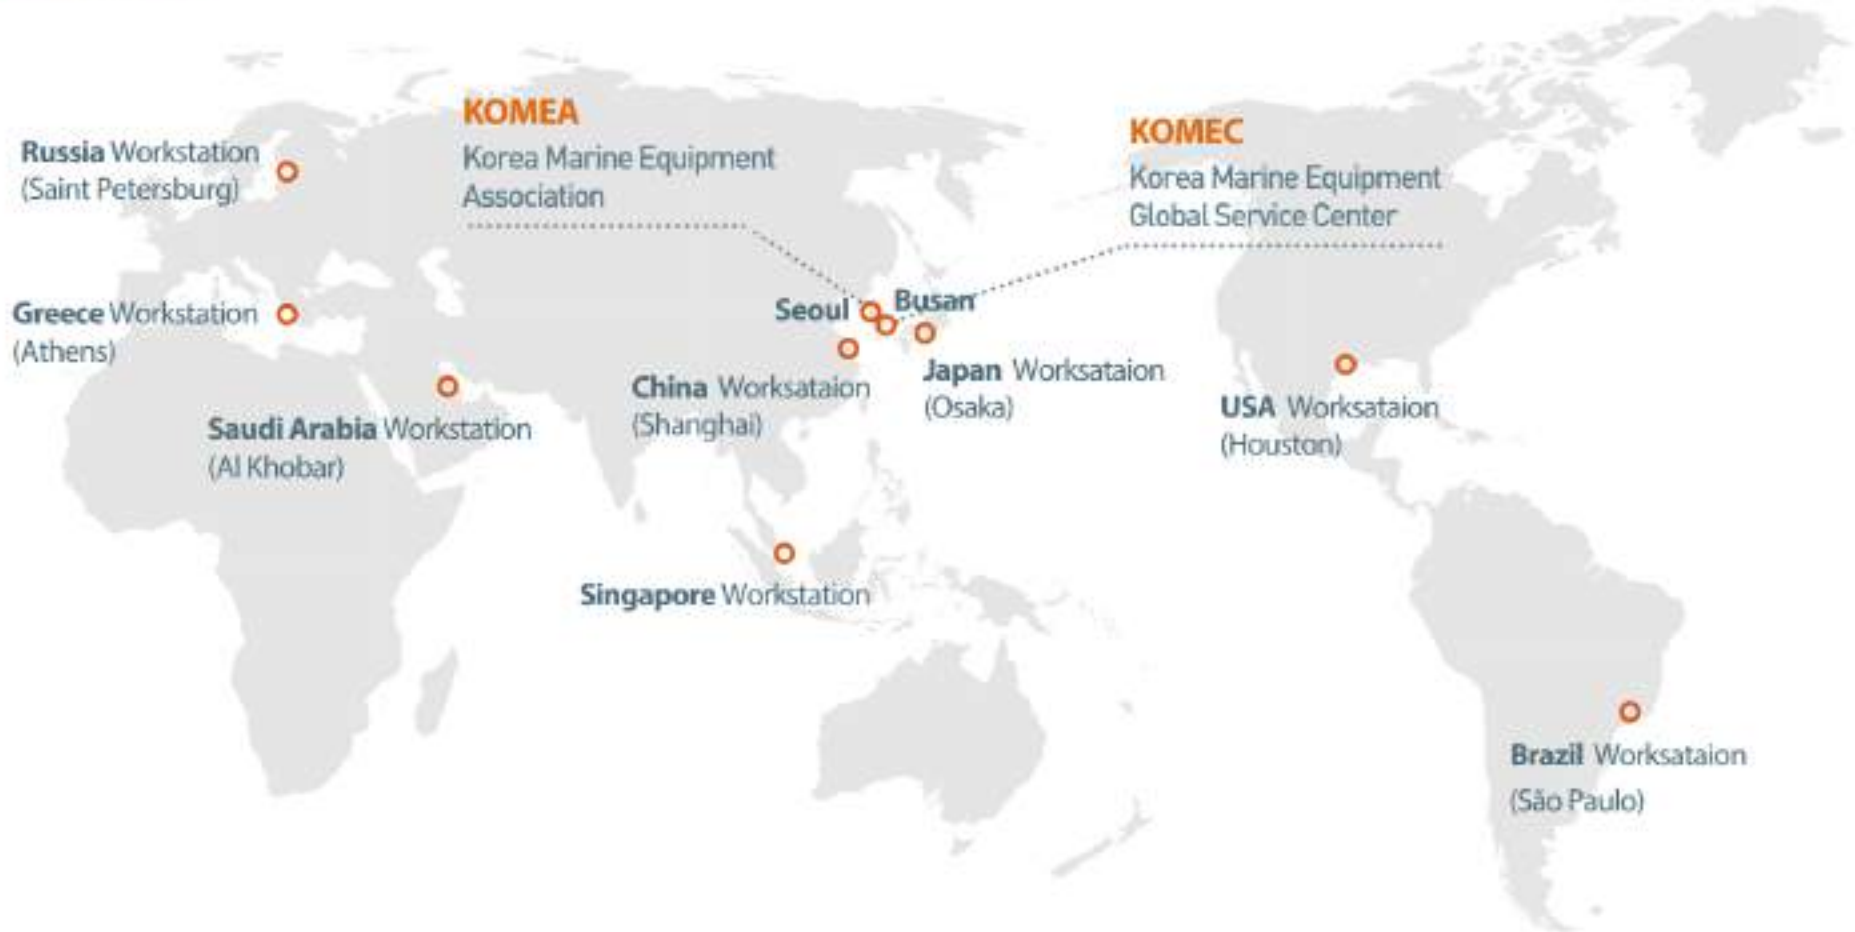 KOMEA
Korea Marine Equipment
Association
KOMEC
Korea Marine Equipment
Global Service Center
Russia Workstation
(Saint Petersburg)
Greece Workstation
(Athens)
Saudi Arabia Workstation
(Al Khobar)
Seoul
Busan
China Worksataion
(Shanghai)
Japan Worksataion
(Osaka)
USA Worksataion
(Houston)
Singapore Workstation
Brazil Worksataion
(São Paulo)